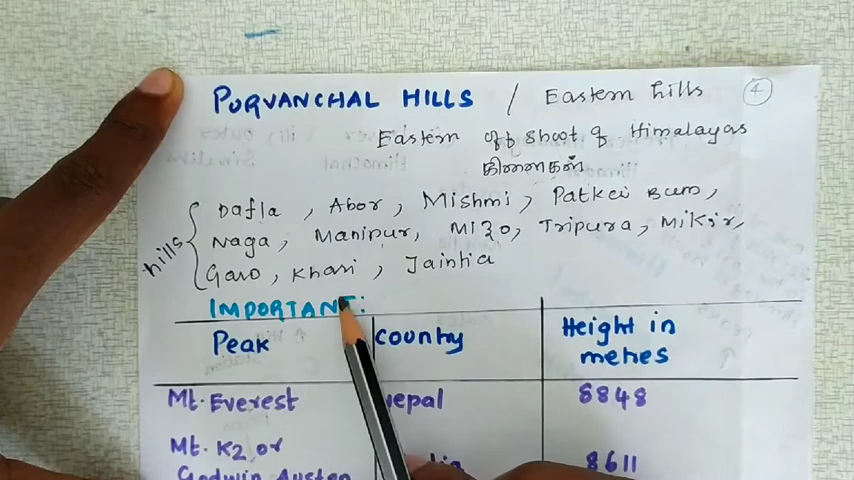 PURVANCHAL HILLS / Eastern hills 4
Eastern off shoot of Himalayas
கிளைகள்
hills Dafla, Abor, Mishmi, Patkai Bum,
Naga, Manipur, Mizo, Tripura, Mikir,
Garo, Khasi, Jaintia
IMPORTANT:
Peak Country Height in
metres
Mt. Everest Nepal 8848
Mt. K2 or 8611
Godwin Austen